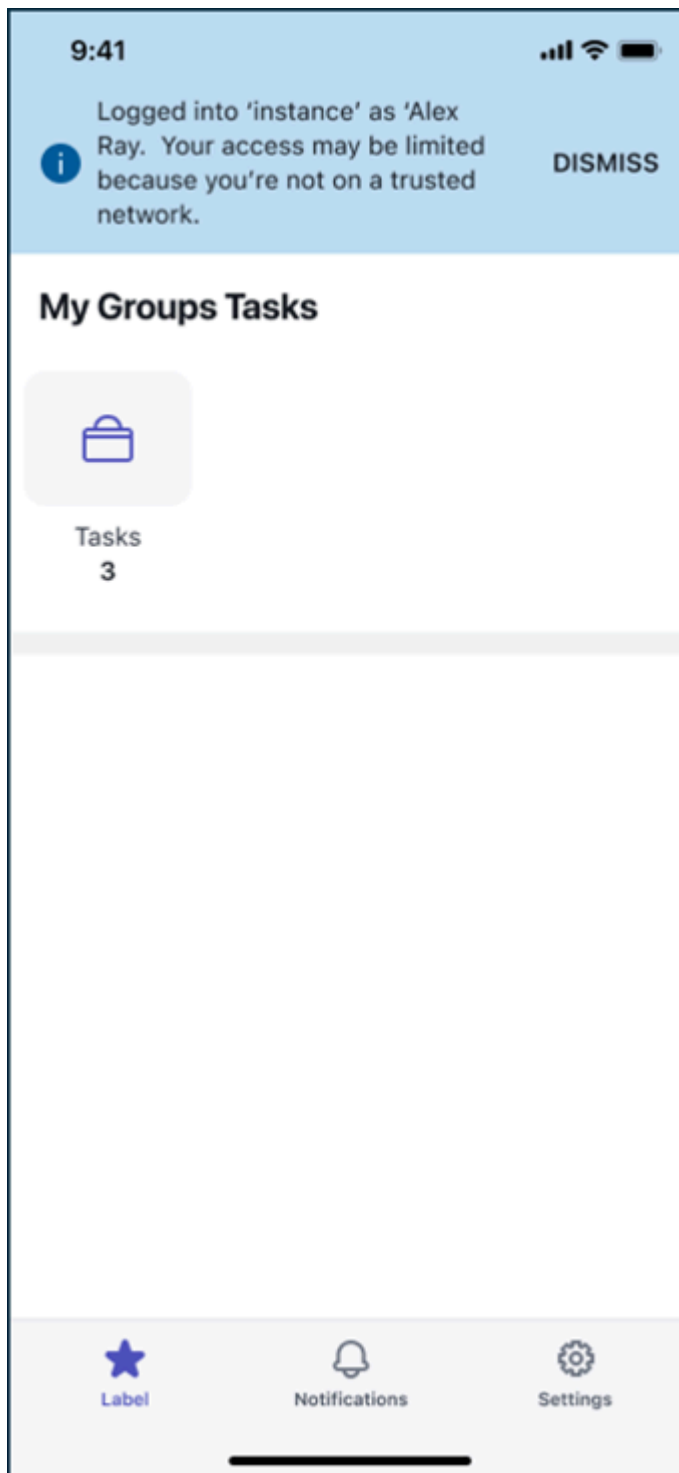 9:41
Logged into ‘instance’ as ‘Alex
Ray.  Your access may be limited
because you’re not on a trusted
network.
DISMISS
My Groups Tasks
Tasks
3
Label
Notifications
Settings